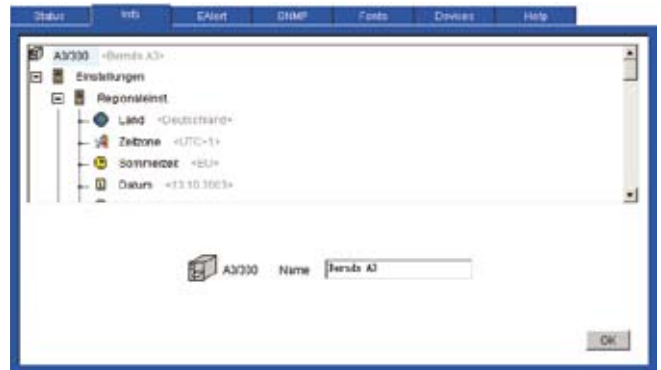 Status Info EAlert SNMP Fonts Devices Help
A3/300 <Bernds A3>
Einstellungen
Regionaleinst.
Land <Deutschland>
Zeitzone <UTC+1>
Sommerzeit <EU>
Datum <13.10.2003>
A3/300 Name Bernds A3
OK